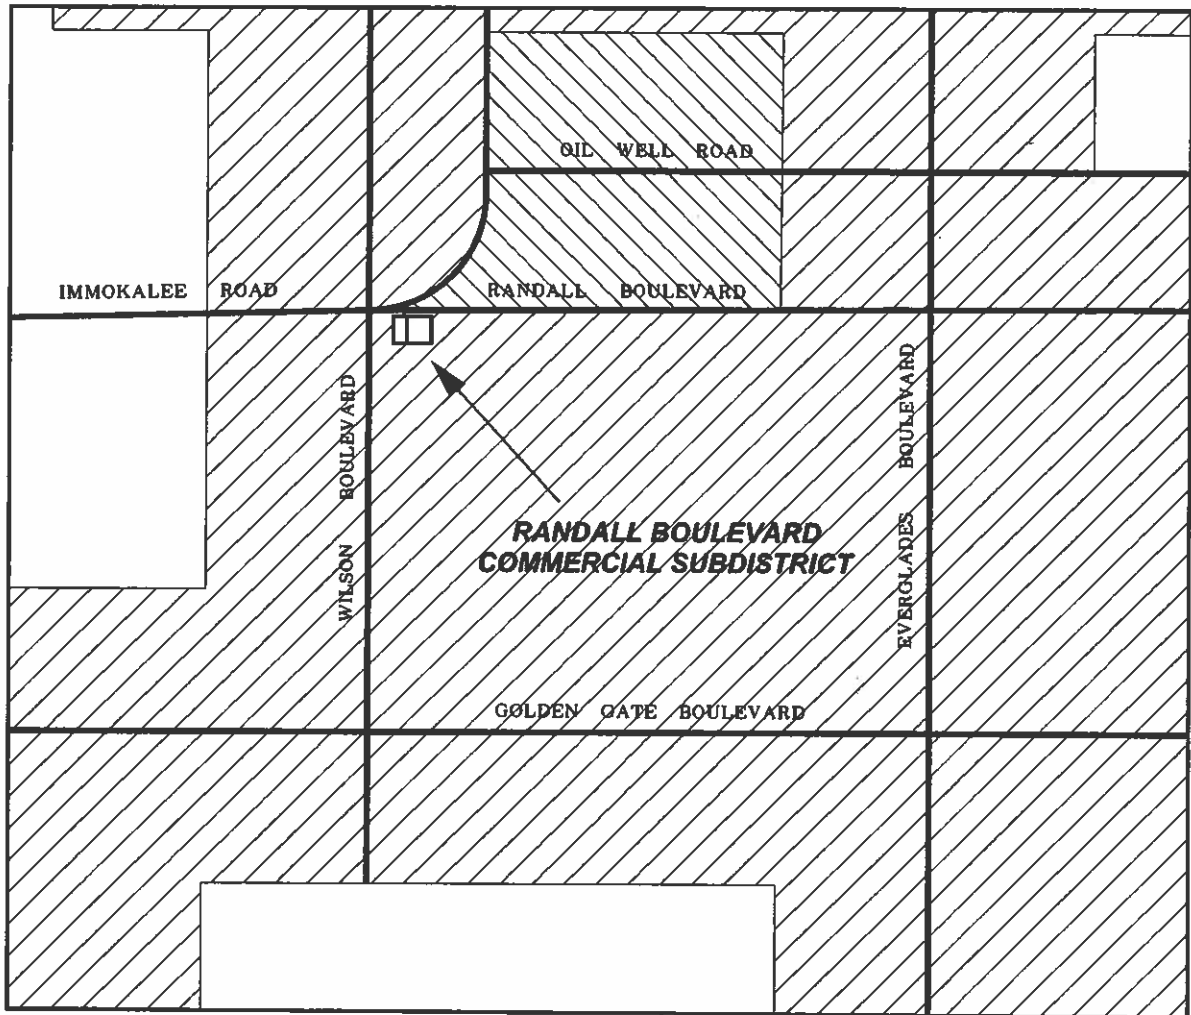 OIL WELL ROAD
IMMOKALEE ROAD
RANDALL BOULEVARD
WILSON BOULEVARD
EVERGLADES BOULEVARD
RANDALL BOULEVARD
COMMERCIAL SUBDISTRICT
GOLDEN GATE BOULEVARD